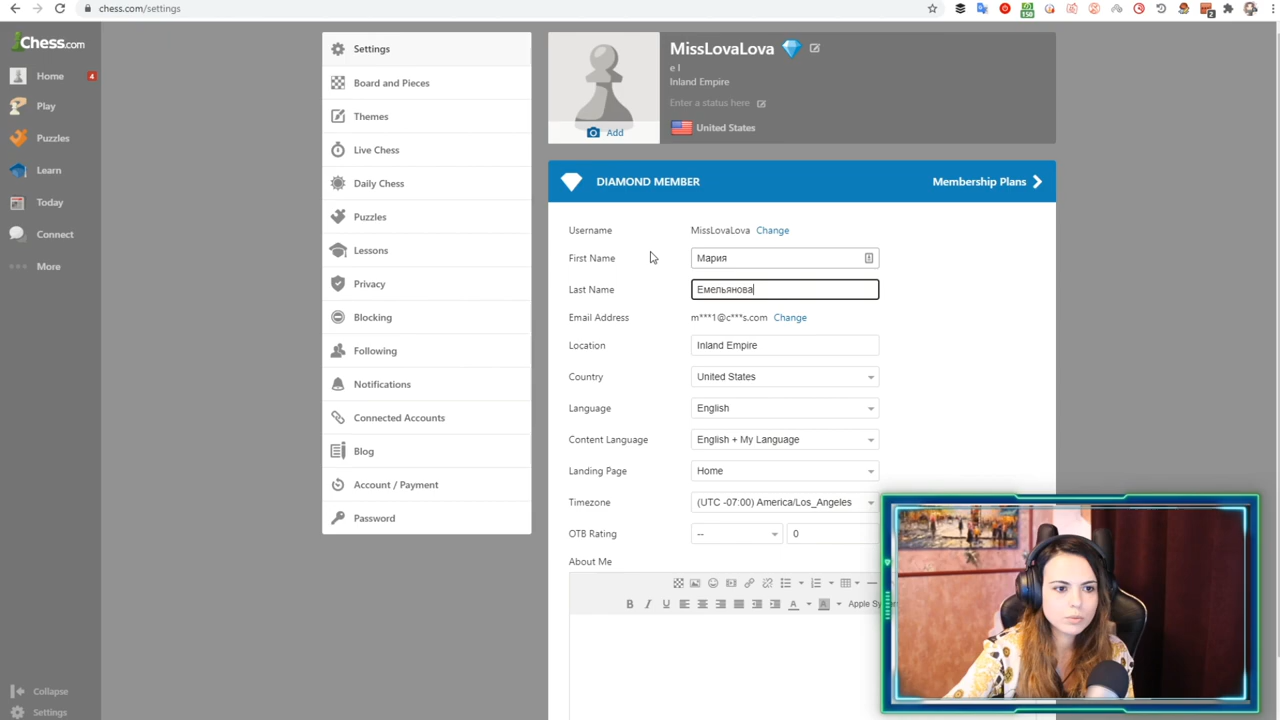 chess.com/settings
150
2
Chess.com
Home
4
Play
Puzzles
Learn
Today
Connect
More
Collapse
Settings
Settings
Board and Pieces
Themes
Live Chess
Daily Chess
Puzzles
Lessons
Privacy
Blocking
Following
Notifications
Connected Accounts
Blog
Account / Payment
Password
MissLovaLova
e l
Inland Empire
Enter a status here
United States
Add
DIAMOND MEMBER
Membership Plans
Username MissLovaLova Change
First Name Мария
Last Name Емельянова
Email Address m***1@c***s.com Change
Location Inland Empire
Country United States
Language English
Content Language English + My Language
Landing Page Home
Timezone (UTC -07:00) America/Los_Angeles
OTB Rating -- 0
About Me
B I U A A Apple